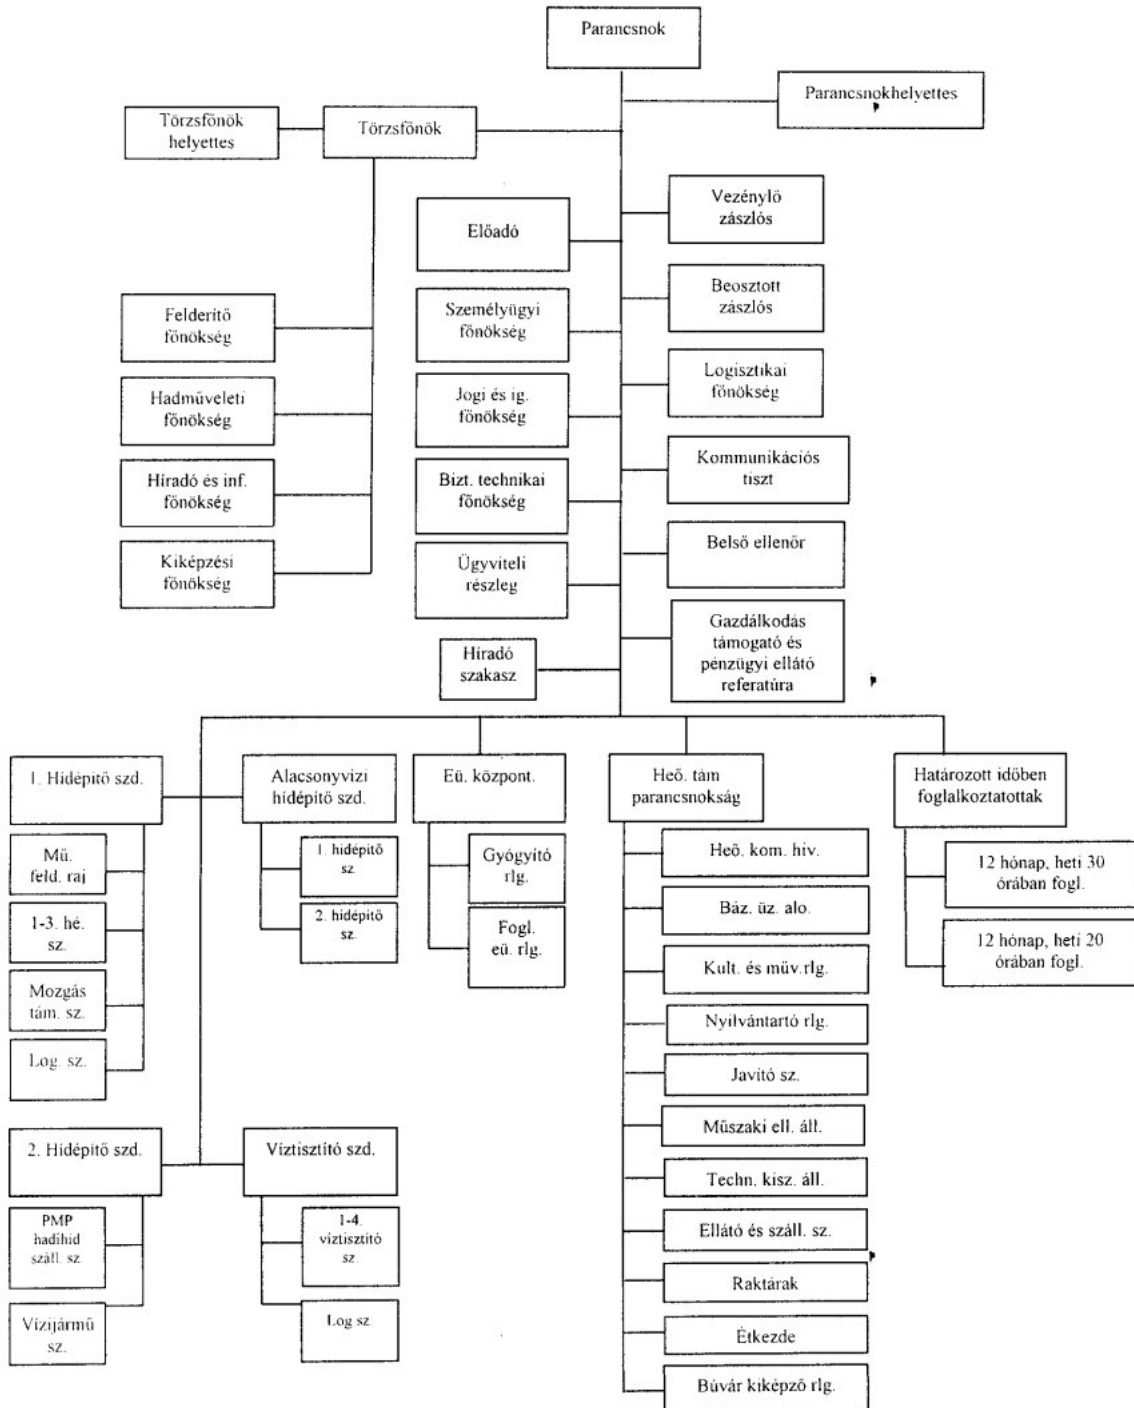 Parancsnok
Parancsnokhelyettes
Törzsfőnök
helyettes
Törzsfőnök
Vezénylő
zászlós
Előadó
Beosztott
zászlós
Felderítő
főnökség
Személyügyi
főnökség
Logisztikai
főnökség
Hadműveleti
főnökség
Jogi és ig.
főnökség
Kommunikációs
tiszt
Híradó és inf.
főnökség
Bizt. technikai
főnökség
Belső ellenőr
Kiképzési
főnökség
Ügyviteli
részleg
Gazdálkodás
támogató és
pénzügyi ellátó
referatúra
Híradó
szakasz
1. Hídépítő szd.
Alacsonyvízi
hídépítő szd.
Eü. központ.
Heő. tám
parancsnokság
Határozott időben
foglalkoztatottak
Mű.
feld. raj
1-3. hé.
sz.
Mozgás
tám. sz.
Log. sz.
1. hídépítő
sz
2. hídépítő
sz.
Gyógyító
rlg.
Fogl.
eü. rlg.
Heő. kom. hiv.
Báz. üz. alo.
Kult. és műv.rlg.
Nyilvántartó rlg.
Javító sz.
Műszaki ell. áll.
Techn. kisz. áll.
Ellátó és száll. sz.
Raktárak
Étkezde
Búvár kiképző rlg.
12 hónap, heti 30
órában fogl.
12 hónap, heti 20
órában fogl.
2. Hídépítő szd.
Víztisztító szd.
PMP
hadihíd
száll. sz
Vízijármű
sz.
1-4.
víztisztító
sz.
Log sz